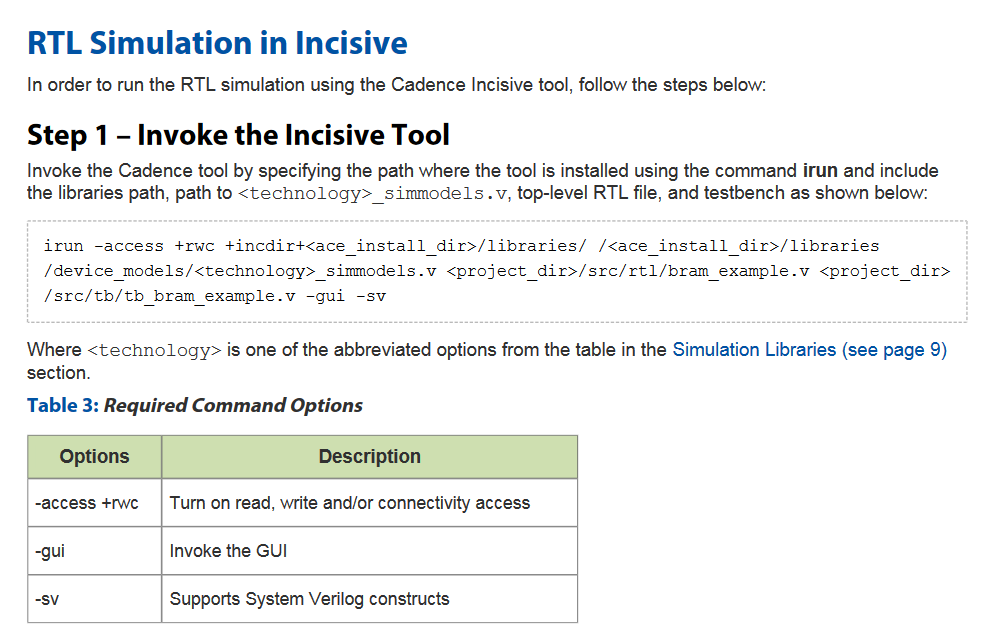 RTL Simulation in Incisive
In order to run the RTL simulation using the Cadence Incisive tool, follow the steps below:
Step 1 – Invoke the Incisive Tool
Invoke the Cadence tool by specifying the path where the tool is installed using the command irun and include
the libraries path, path to <technology>_simmodels.v, top-level RTL file, and testbench as shown below:
irun -access +rwc +incdir+<ace_install_dir>/libraries/ /<ace_install_dir>/libraries
/device_models/<technology>_simmodels.v <project_dir>/src/rtl/bram_example.v <project_dir>
/src/tb/tb_bram_example.v -gui -sv
Where <technology> is one of the abbreviated options from the table in the Simulation Libraries (see page 9)
section.
Table 3: Required Command Options
Options Description
-access +rwc Turn on read, write and/or connectivity access
-gui Invoke the GUI
-sv Supports System Verilog constructs